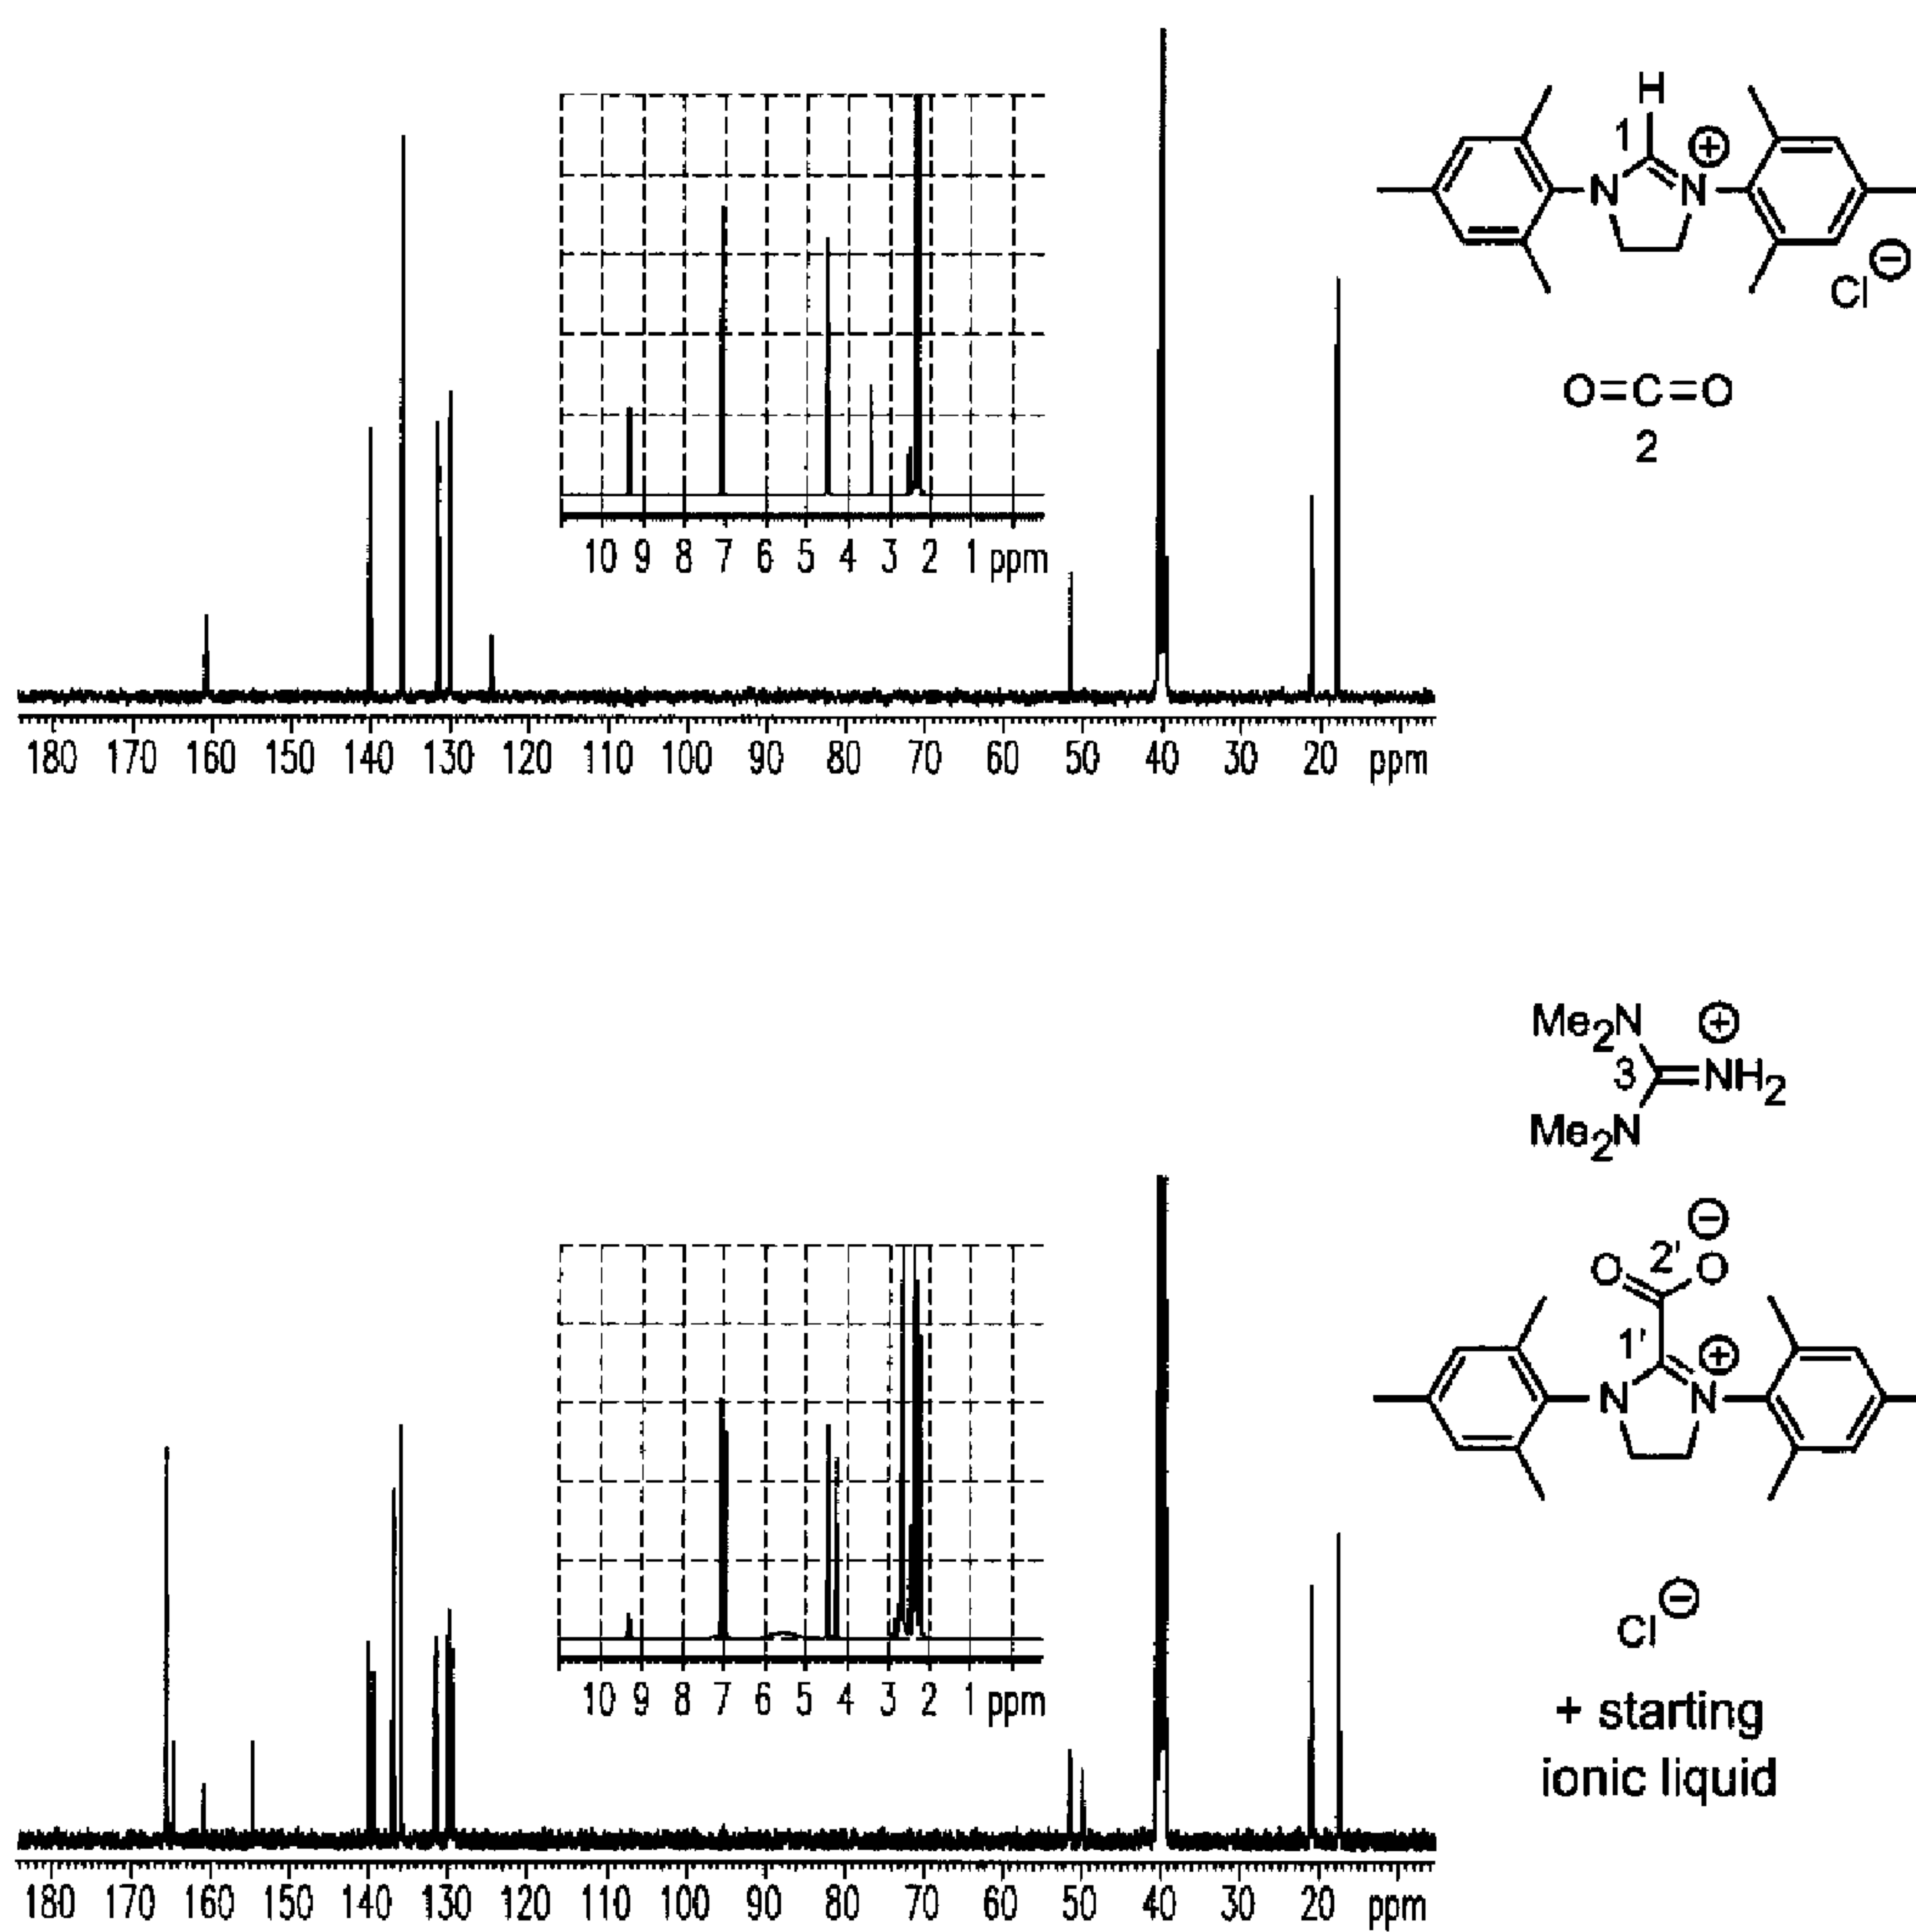 H
1
N
N
⊕
Cl
⊖
O=C=O
2
10 9 8 7 6 5 4 3 2 1 ppm
180 170 160 150 140 130 120 110 100 90 80 70 60 50 40 30 20 ppm
Me2N
⊕
3
=NH2
Me2N
⊖
2'
O
O
1'
⊕
N
N
Cl
⊖
+ starting
ionic liquid
10 9 8 7 6 5 4 3 2 1 ppm
180 170 160 150 140 130 120 110 100 90 80 70 60 50 40 30 20 ppm